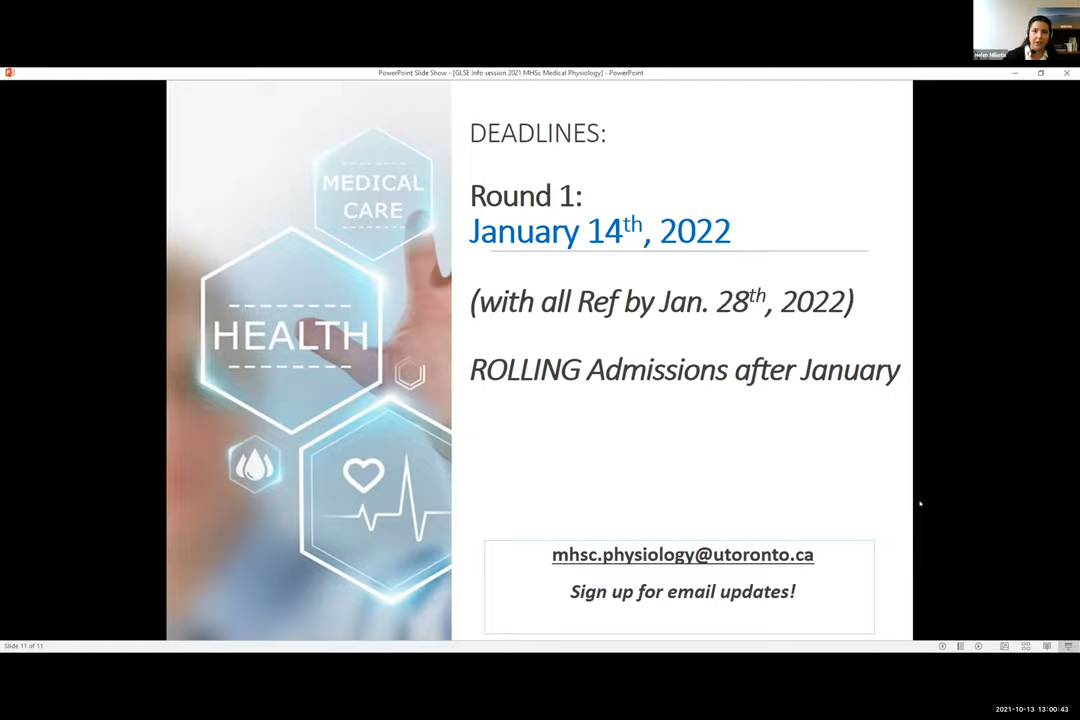 Helen Miliotis
PowerPoint Slide Show - [GLSE Info session 2021 MHSc Medical Physiology] - PowerPoint
MEDICAL
CARE
HEALTH
DEADLINES:
Round 1:
January 14th, 2022
(with all Ref by Jan. 28th, 2022)
ROLLING Admissions after January
mhsc.physiology@utoronto.ca
Sign up for email updates!
Slide 11 of 11
2021-10-13 13:00:43